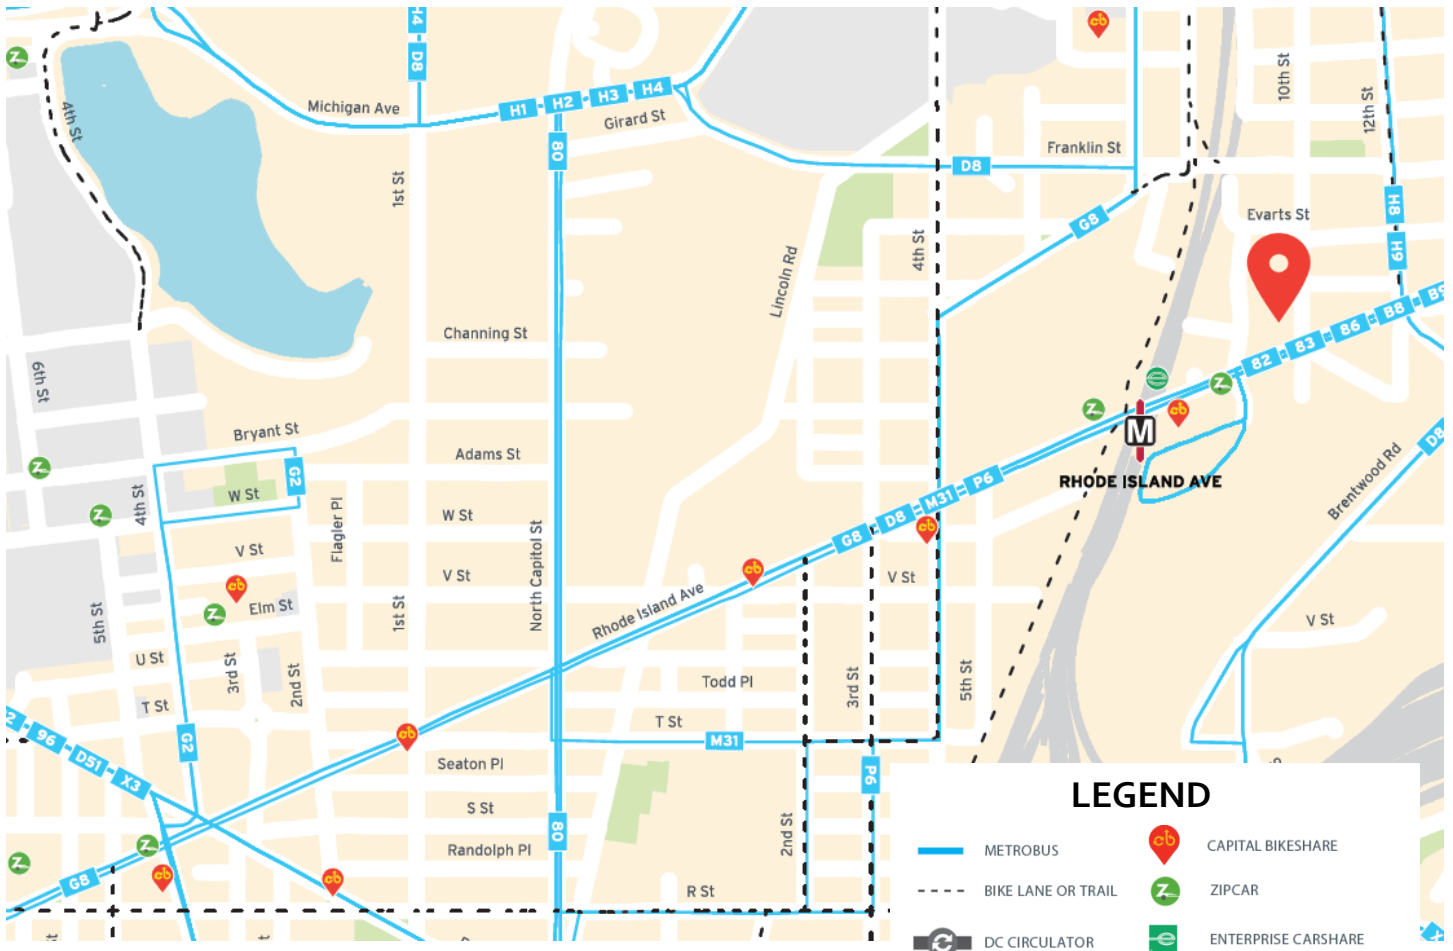 H4
D8
Michigan Ave
H1
H2
H3
H4
Girard St
4th St
80
1st St
Franklin St
D8
10th St
12th St
H8
H9
Evarts St
G8
4th St
Lincoln Rd
Channing St
6th St
82
83
86
B8
B9
Bryant St
Adams St
G2
W St
4th St
Flagler Pl
W St
V St
V St
North Capitol St
M
RHODE ISLAND AVE
Brentwood Rd
D8
G8
D8
M31
P6
V St
Rhode Island Ave
5th St
Elm St
1st St
U St
3rd St
2nd St
T St
Todd Pl
T St
M31
3rd St
5th St
V St
96
D51
X3
G2
Seaton Pl
S St
Randolph Pl
80
2nd St
P6
R St
G8
LEGEND
METROBUS
CAPITAL BIKESHARE
BIKE LANE OR TRAIL
ZIPCAR
DC CIRCULATOR
ENTERPRISE CARSHARE